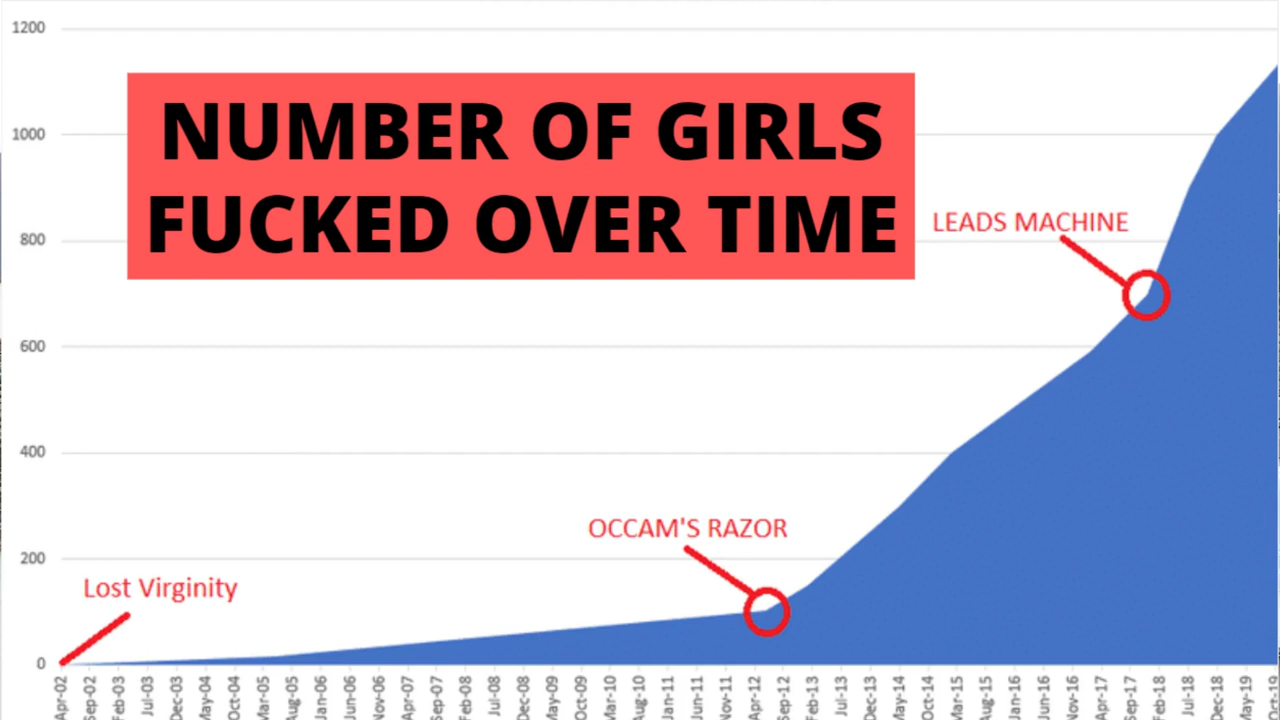 1200
NUMBER OF GIRLS
FUCKED OVER TIME
1000
LEADS MACHINE
800
600
400
OCCAM'S RAZOR
200
Lost Virginity
0
Apr-02
Sep-02
Feb-03
Jul-03
Dec-03
May-04
Oct-04
Mar-05
Aug-05
Jan-06
Jun-06
Nov-06
Apr-07
Sep-07
Feb-08
Jul-08
Dec-08
May-09
Oct-09
Mar-10
Aug-10
Jan-11
Jun-11
Nov-11
Apr-12
Sep-12
Feb-13
Jul-13
Dec-13
May-14
Oct-14
Mar-15
Aug-15
Jan-16
Jun-16
Nov-16
Apr-17
Sep-17
Feb-18
Jul-18
Dec-18
May-19
Oct-19